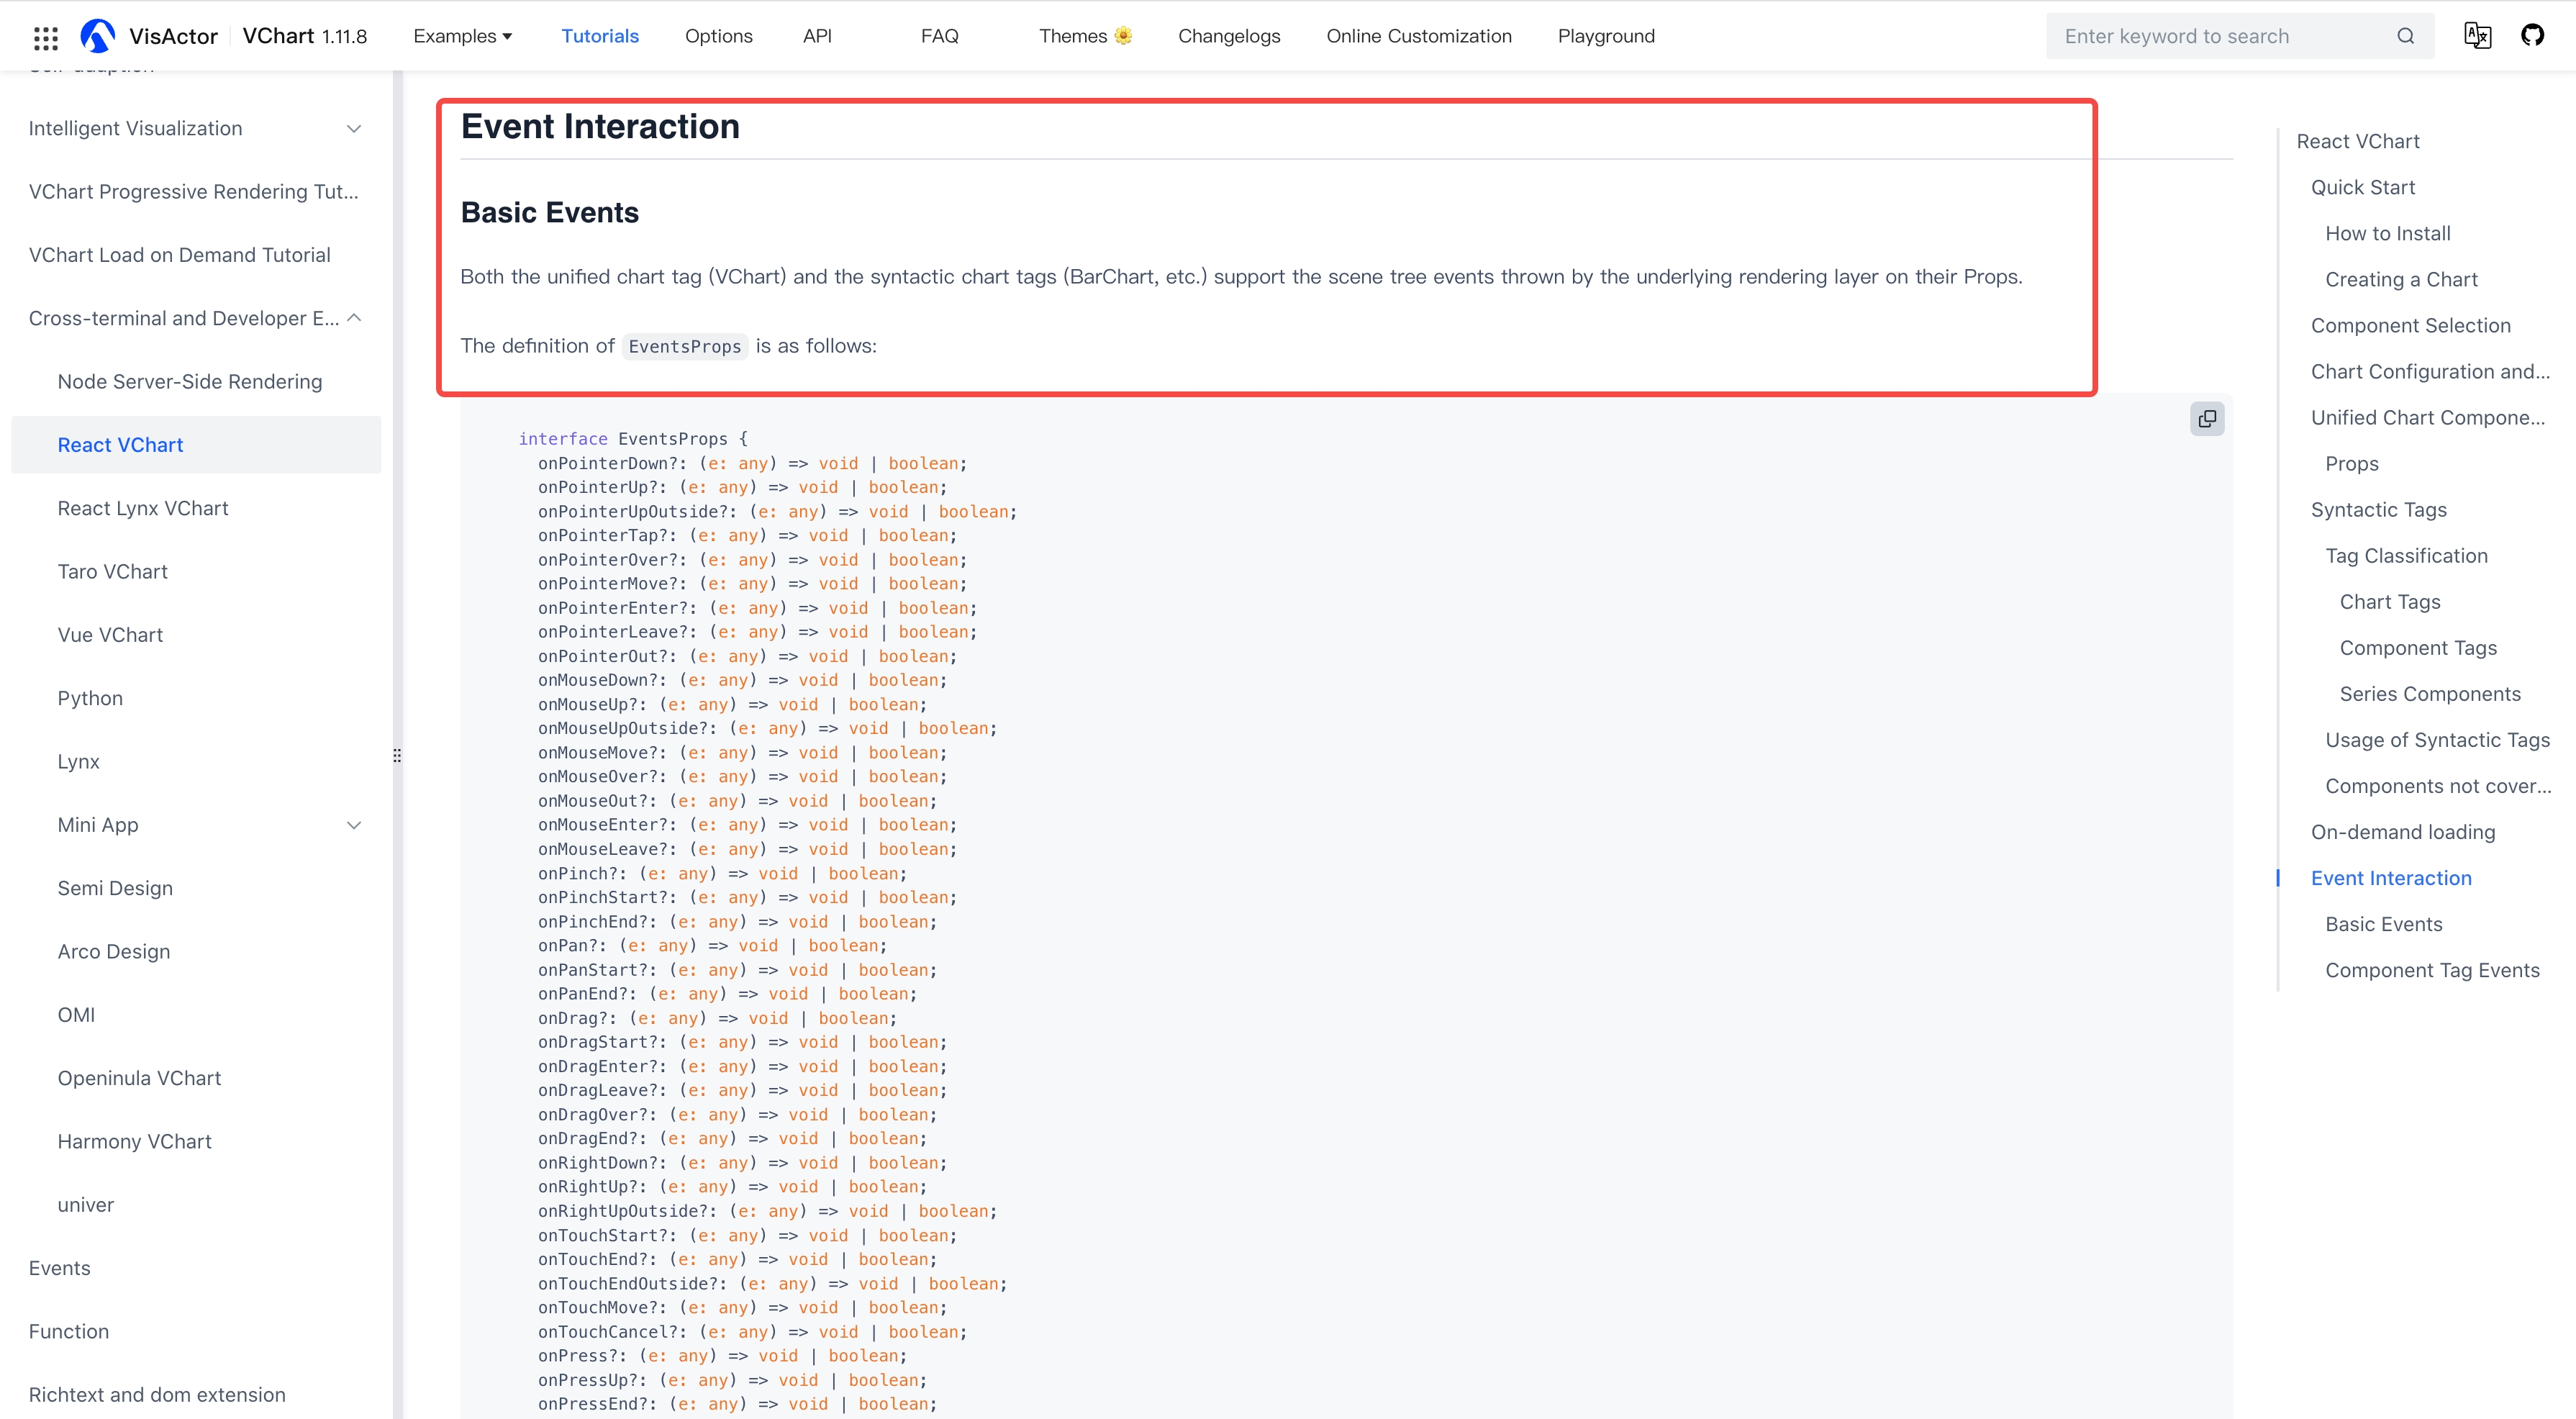 VisActor
VChart 1.11.8
Examples
Tutorials
Options
API
FAQ
Themes
Changelogs
Online Customization
Playground
Enter keyword to search
Intelligent Visualization
VChart Progressive Rendering Tut...
VChart Load on Demand Tutorial
Cross-terminal and Developer E...
Node Server-Side Rendering
React VChart
React Lynx VChart
Taro VChart
Vue VChart
Python
Lynx
Mini App
Semi Design
Arco Design
OMI
Openinula VChart
Harmony VChart
univer
Events
Function
Richtext and dom extension
Event Interaction
Basic Events
Both the unified chart tag (VChart) and the syntactic chart tags (BarChart, etc.) support the scene tree events thrown by the underlying rendering layer on their Props.
The definition of EventsProps is as follows:
interface EventsProps {
onPointerDown?: (e: any) => void | boolean;
onPointerUp?: (e: any) => void | boolean;
onPointerUpOutside?: (e: any) => void | boolean;
onPointerTap?: (e: any) => void | boolean;
onPointerOver?: (e: any) => void | boolean;
onPointerMove?: (e: any) => void | boolean;
onPointerEnter?: (e: any) => void | boolean;
onPointerLeave?: (e: any) => void | boolean;
onPointerOut?: (e: any) => void | boolean;
onMouseDown?: (e: any) => void | boolean;
onMouseUp?: (e: any) => void | boolean;
onMouseUpOutside?: (e: any) => void | boolean;
onMouseMove?: (e: any) => void | boolean;
onMouseOver?: (e: any) => void | boolean;
onMouseOut?: (e: any) => void | boolean;
onMouseEnter?: (e: any) => void | boolean;
onMouseLeave?: (e: any) => void | boolean;
onPinch?: (e: any) => void | boolean;
onPinchStart?: (e: any) => void | boolean;
onPinchEnd?: (e: any) => void | boolean;
onPan?: (e: any) => void | boolean;
onPanStart?: (e: any) => void | boolean;
onPanEnd?: (e: any) => void | boolean;
onDrag?: (e: any) => void | boolean;
onDragStart?: (e: any) => void | boolean;
onDragEnter?: (e: any) => void | boolean;
onDragLeave?: (e: any) => void | boolean;
onDragOver?: (e: any) => void | boolean;
onDragEnd?: (e: any) => void | boolean;
onRightDown?: (e: any) => void | boolean;
onRightUp?: (e: any) => void | boolean;
onRightUpOutside?: (e: any) => void | boolean;
onTouchStart?: (e: any) => void | boolean;
onTouchEnd?: (e: any) => void | boolean;
onTouchEndOutside?: (e: any) => void | boolean;
onTouchMove?: (e: any) => void | boolean;
onTouchCancel?: (e: any) => void | boolean;
onPress?: (e: any) => void | boolean;
onPressUp?: (e: any) => void | boolean;
onPressEnd?: (e: any) => void | boolean;
React VChart
Quick Start
How to Install
Creating a Chart
Component Selection
Chart Configuration and...
Unified Chart Compone...
Props
Syntactic Tags
Tag Classification
Chart Tags
Component Tags
Series Components
Usage of Syntactic Tags
Components not cover...
On-demand loading
Event Interaction
Basic Events
Component Tag Events